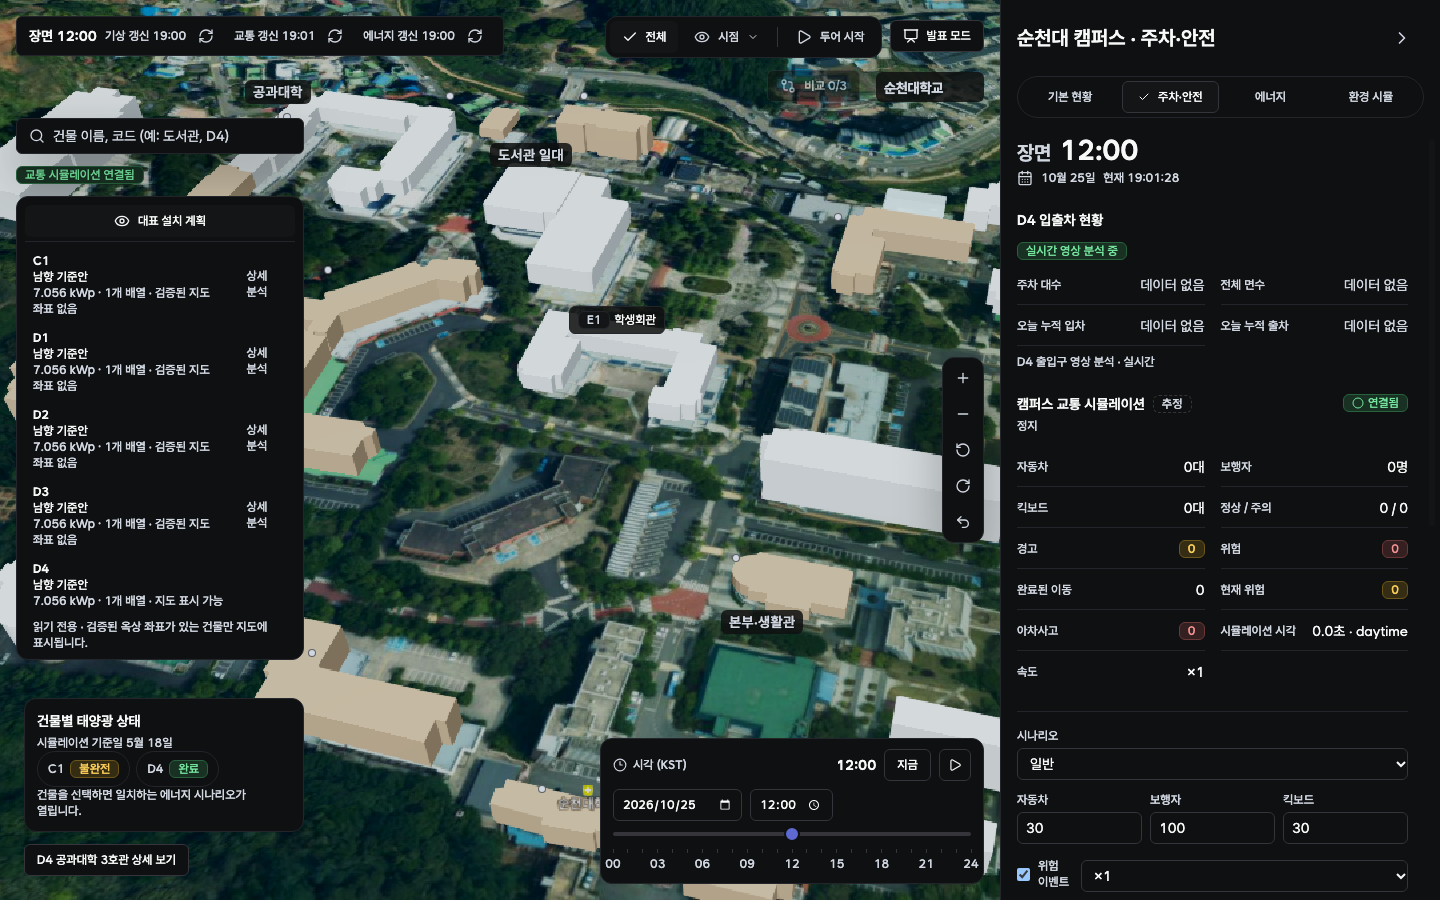 장면 12:00 기상 갱신 19:00 교통 갱신 19:01 에너지 갱신 19:00
전체 시점 투어 시작 발표 모드
비교 0/3 순천대학교
공과대학
건물 이름, 코드 (예: 도서관, D4)
교통 시뮬레이션 연결됨
도서관 일대
대표 설치 계획
C1
남향 기준안
7.056 kWp · 1개 배열 · 검증된 지도
좌표 없음
상세
분석
D1
남향 기준안
7.056 kWp · 1개 배열 · 검증된 지도
좌표 없음
상세
분석
D2
남향 기준안
7.056 kWp · 1개 배열 · 검증된 지도
좌표 없음
상세
분석
D3
남향 기준안
7.056 kWp · 1개 배열 · 검증된 지도
좌표 없음
상세
분석
D4
남향 기준안
7.056 kWp · 1개 배열 · 지도 표시 가능
읽기 전용 · 검증된 옥상 좌표가 있는 건물만 지도에
표시됩니다.
E1 학생회관
본부·생활관
건물별 태양광 상태
시뮬레이션 기준일 5월 18일
C1 불완전 D4 완료
건물을 선택하면 일치하는 에너지 시나리오가
열립니다.
D4 공과대학 3호관 상세 보기
시각 (KST) 12:00 지금
2026/10/25 12:00
00 03 06 09 12 15 18 21 24
순천대 캠퍼스 · 주차·안전
기본 현황 주차·안전 에너지 환경 시뮬
장면 12:00
10월 25일 현재 19:01:28
D4 입출차 현황
실시간 영상 분석 중
주차 대수 데이터 없음 전체 면수 데이터 없음
오늘 누적 입차 데이터 없음 오늘 누적 출차 데이터 없음
D4 출입구 영상 분석 · 실시간
캠퍼스 교통 시뮬레이션 추정 연결됨
정지
자동차 0대 보행자 0명
킥보드 0대 정상 / 주의 0 / 0
경고 0 위험 0
완료된 이동 0 현재 위험 0
아차사고 0 시뮬레이션 시각 0.0초 · daytime
속도 ×1
시나리오
일반
자동차 보행자 킥보드
30 100 30
위험
이벤트
×1